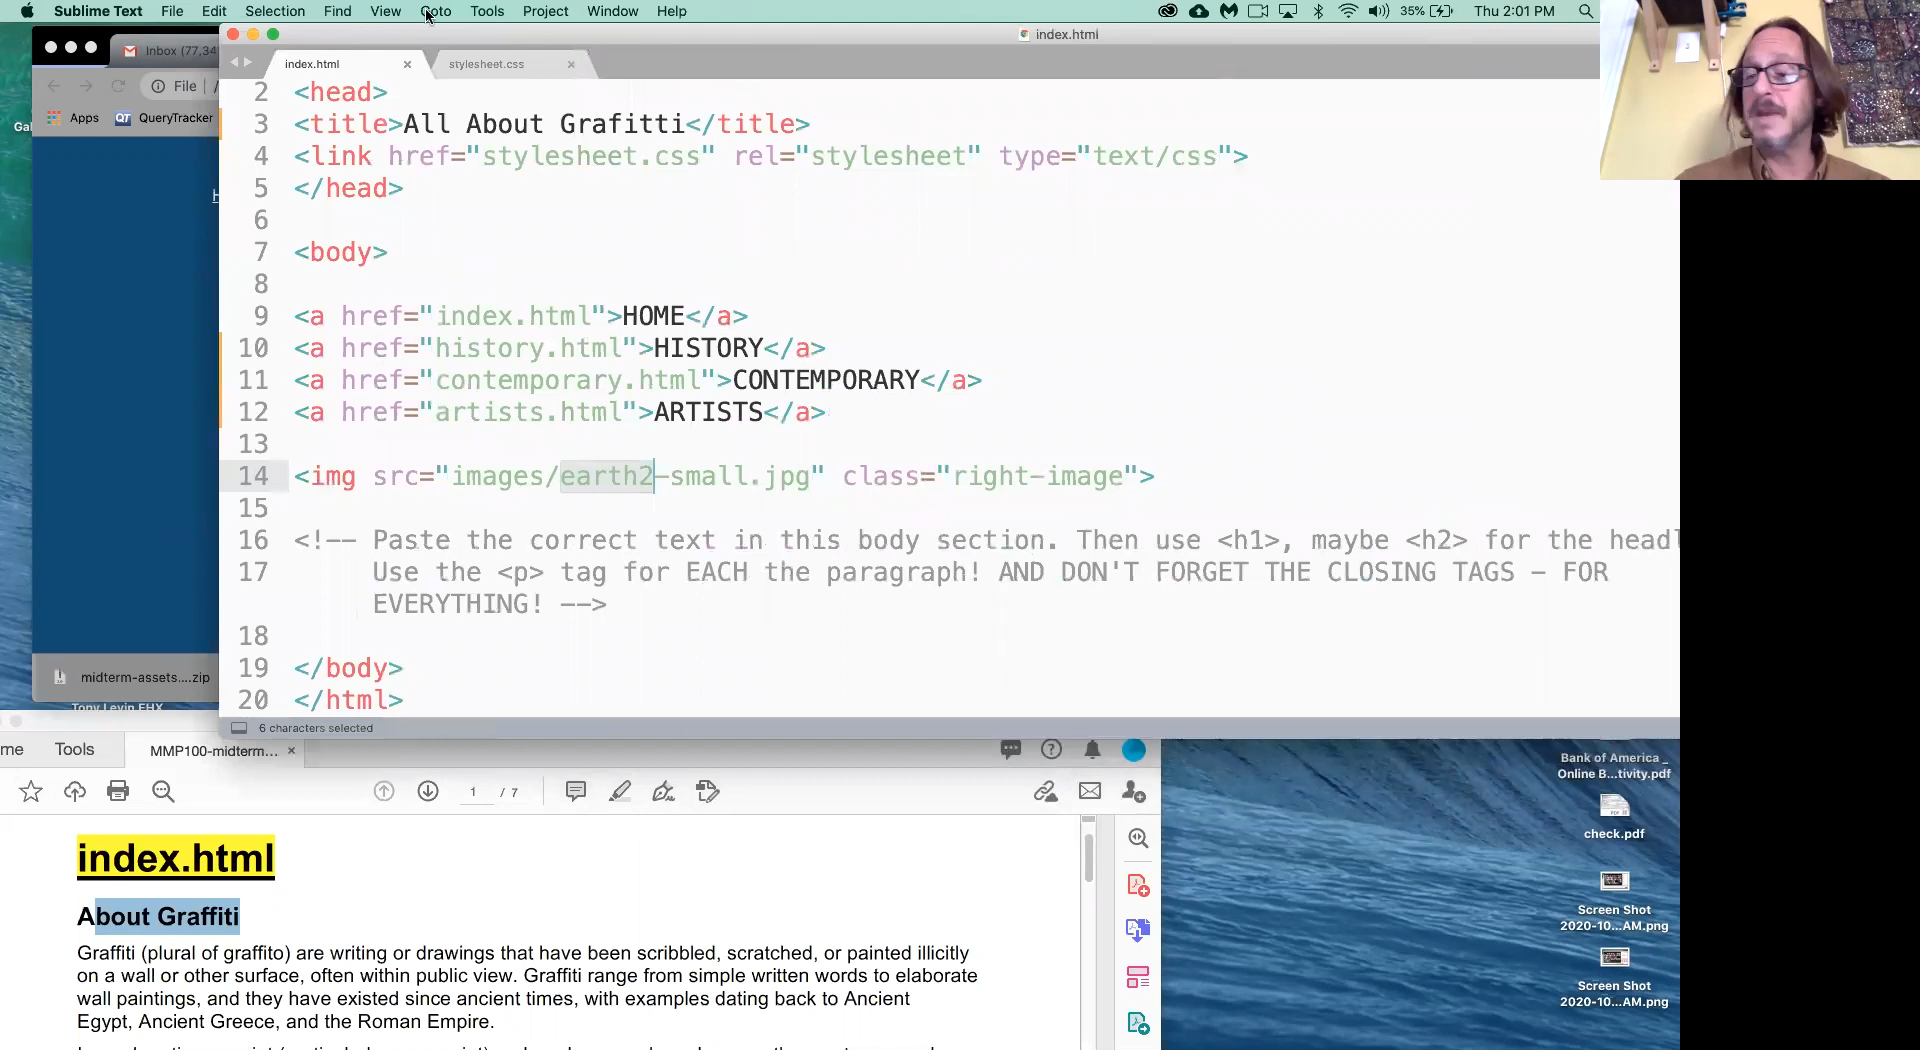 Sublime Text File Edit Selection Find View Goto Tools Project Window Help 35% Thu 2:01 PM
index.html
Inbox (77,34
index.html × stylesheet.css ×
File
Apps QueryTracker
Gal
2 <head>
3 <title>All About Grafitti</title>
4 <link href="stylesheet.css" rel="stylesheet" type="text/css">
5 </head>
6
7 <body>
8
9 <a href="index.html">HOME</a>
10 <a href="history.html">HISTORY</a>
11 <a href="contemporary.html">CONTEMPORARY</a>
12 <a href="artists.html">ARTISTS</a>
13
14 <img src="images/earth2-small.jpg" class="right-image">
15
16 <!-- Paste the correct text in this body section. Then use <h1>, maybe <h2> for the headl
17 Use the <p> tag for EACH the paragraph! AND DON'T FORGET THE CLOSING TAGS - FOR
EVERYTHING! -->
18
19 </body>
20 </html>
midterm-assets....zip
Tony Levin EHX
6 characters selected
me Tools MMP100-midterm... ×
1 / 7
index.html
About Graffiti
Graffiti (plural of graffito) are writing or drawings that have been scribbled, scratched, or painted illicitly
on a wall or other surface, often within public view. Graffiti range from simple written words to elaborate
wall paintings, and they have existed since ancient times, with examples dating back to Ancient
Egypt, Ancient Greece, and the Roman Empire.
Bank of America _
Online B...tivity.pdf
check.pdf
Screen Shot
2020-10...AM.png
Screen Shot
2020-10...AM.png